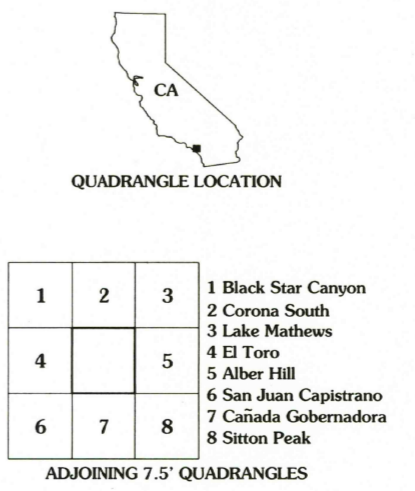 CA
QUADRANGLE LOCATION
1 2 3
4 5
6 7 8
1 Black Star Canyon
2 Corona South
3 Lake Mathews
4 El Toro
5 Alber Hill
6 San Juan Capistrano
7 Cañada Gobernadora
8 Sitton Peak
ADJOINING 7.5' QUADRANGLES